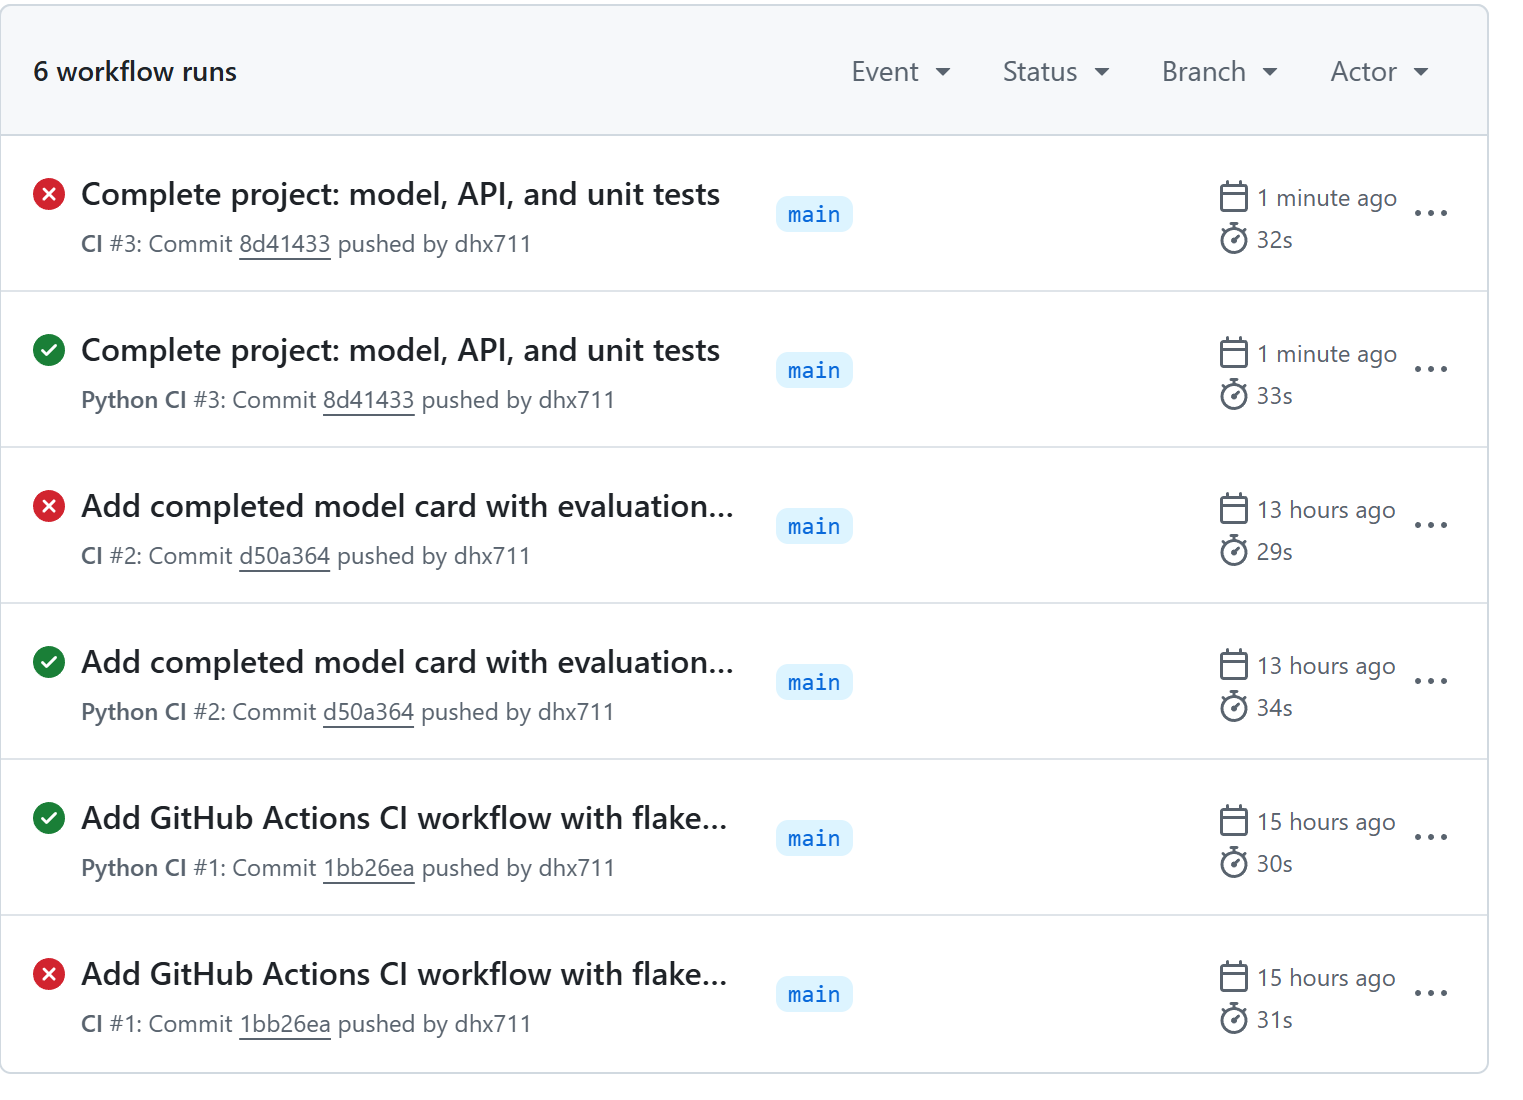 6 workflow runs
Event Status Branch Actor
Complete project: model, API, and unit tests
CI #3: Commit 8d41433 pushed by dhx711
main
1 minute ago
32s
Complete project: model, API, and unit tests
Python CI #3: Commit 8d41433 pushed by dhx711
main
1 minute ago
33s
Add completed model card with evaluation...
CI #2: Commit d50a364 pushed by dhx711
main
13 hours ago
29s
Add completed model card with evaluation...
Python CI #2: Commit d50a364 pushed by dhx711
main
13 hours ago
34s
Add GitHub Actions CI workflow with flake...
Python CI #1: Commit 1bb26ea pushed by dhx711
main
15 hours ago
30s
Add GitHub Actions CI workflow with flake...
CI #1: Commit 1bb26ea pushed by dhx711
main
15 hours ago
31s